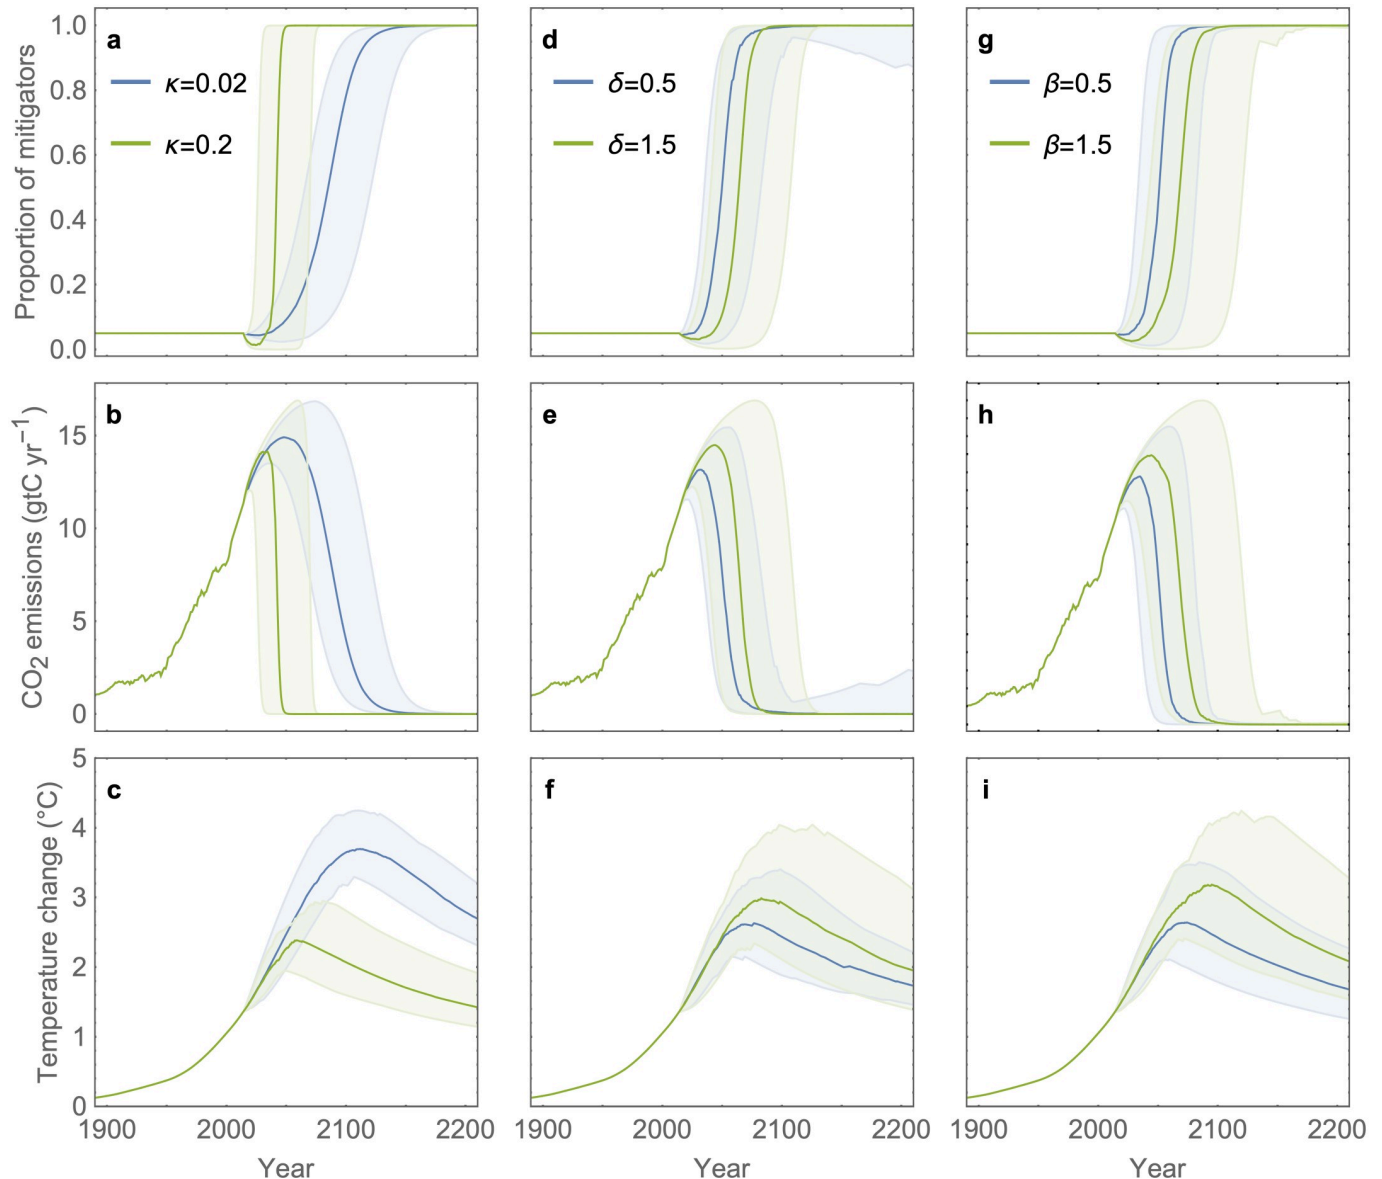 a
κ=0.02
κ=0.2
d
δ=0.5
δ=1.5
g
β=0.5
β=1.5
Proportion of mitigators
1.0
0.8
0.6
0.4
0.2
0.0
b
e
h
CO₂ emissions (gtC yr⁻¹)
15
10
5
0
c
f
i
Temperature change (°C)
5
4
3
2
1
0
1900 2000 2100 2200
1900 2000 2100 2200
1900 2000 2100 2200
Year
Year
Year